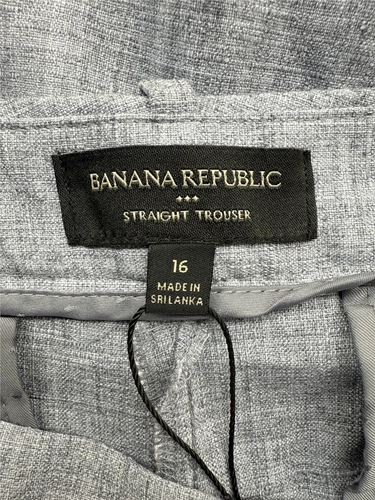 BANANA REPUBLIC
STRAIGHT TROUSER
16
MADE IN
SRI LANKA